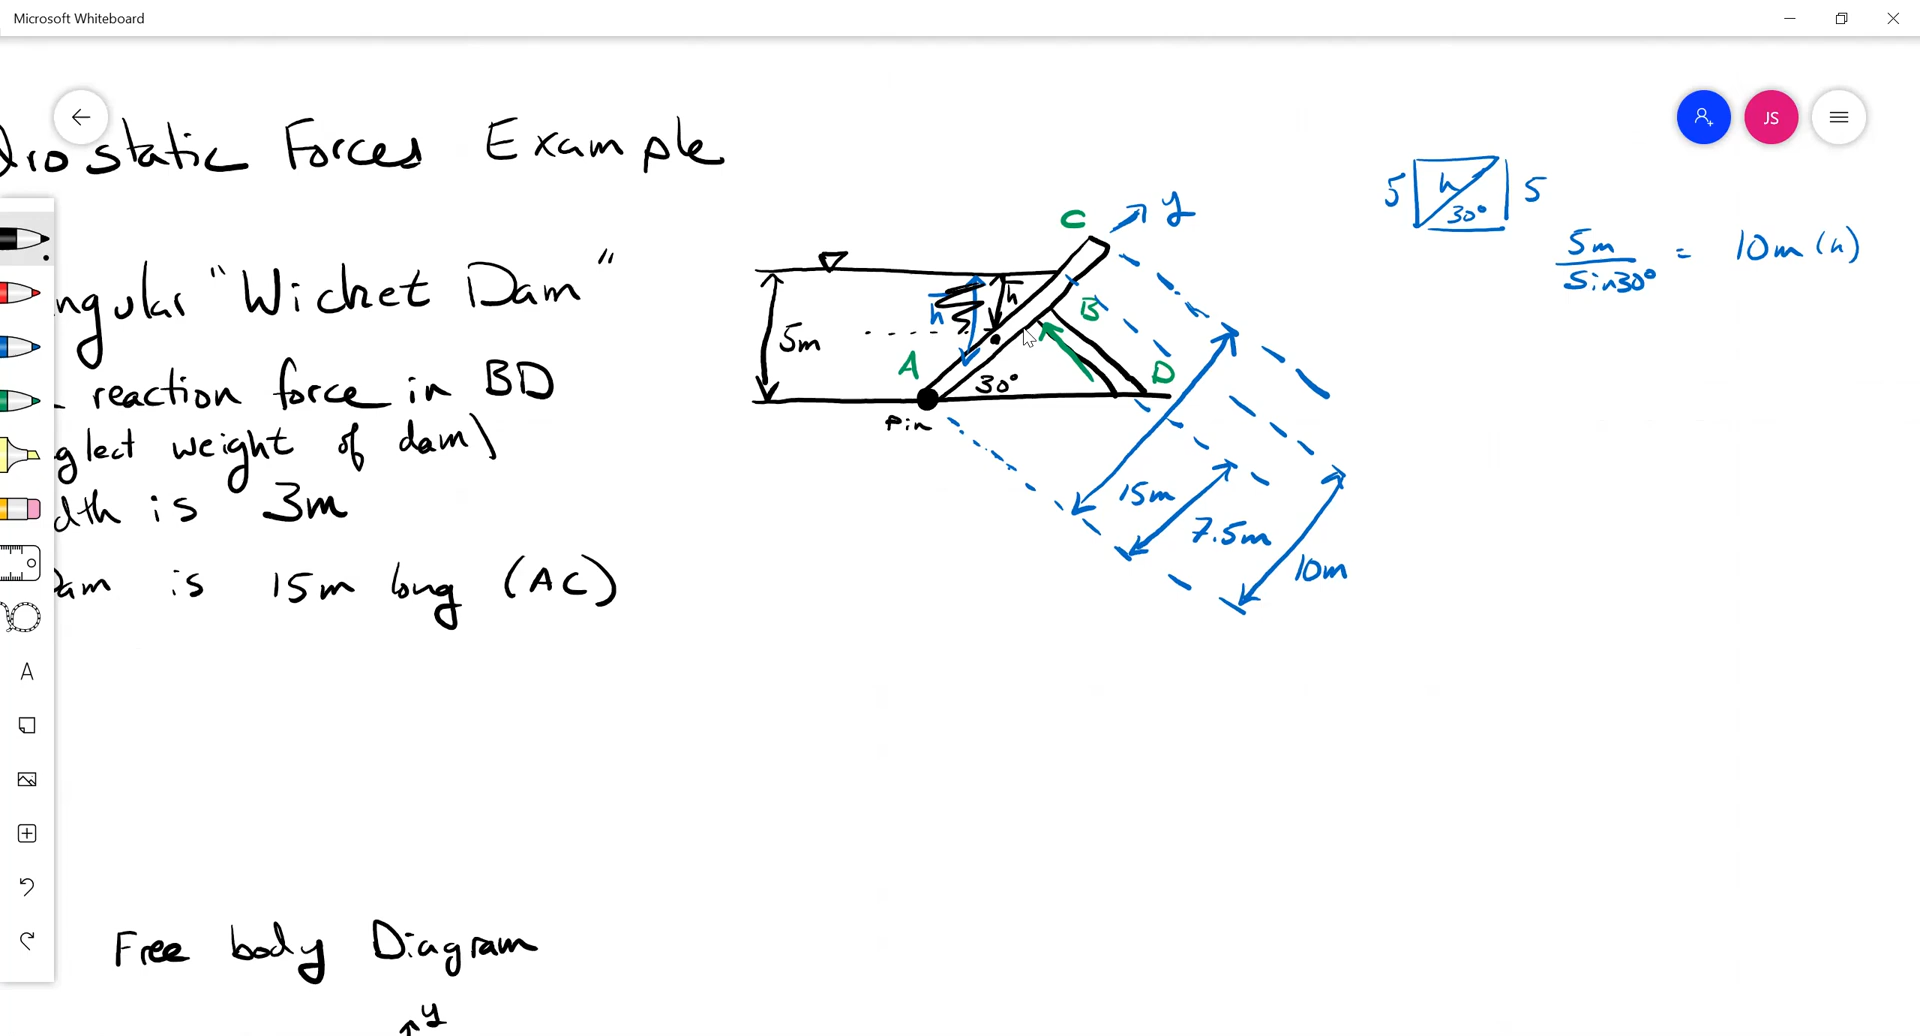 Microsoft Whiteboard
JS
drostatic Forces Example
ngular "Wicket Dam"
reaction force in BD
glect weight of dam)
dth is 3m
Dam is 15m long (AC)
5m
h
h
A
30°
Pin
B
C
D
y
15m
7.5m
10m
5
h
30°
5
5m
sin30°
= 10m (h)
A
Free body Diagram
y